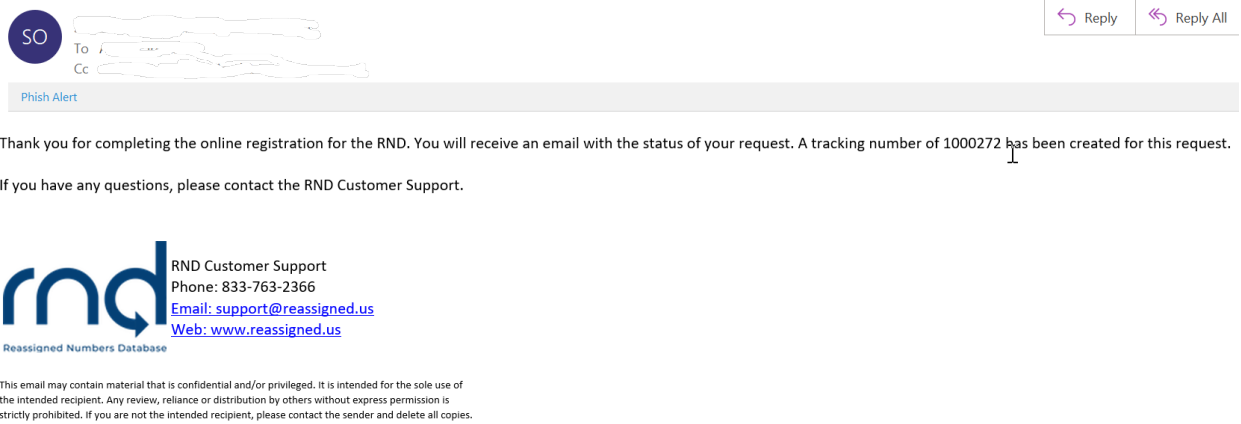 SO
Reply
Reply All
To
Cc
Phish Alert
Thank you for completing the online registration for the RND. You will receive an email with the status of your request. A tracking number of 1000272 has been created for this request.
If you have any questions, please contact the RND Customer Support.
rnd
Reassigned Numbers Database
RND Customer Support
Phone: 833-763-2366
Email: support@reassigned.us
Web: www.reassigned.us
This email may contain material that is confidential and/or privileged. It is intended for the sole use of
the intended recipient. Any review, reliance or distribution by others without express permission is
strictly prohibited. If you are not the intended recipient, please contact the sender and delete all copies.